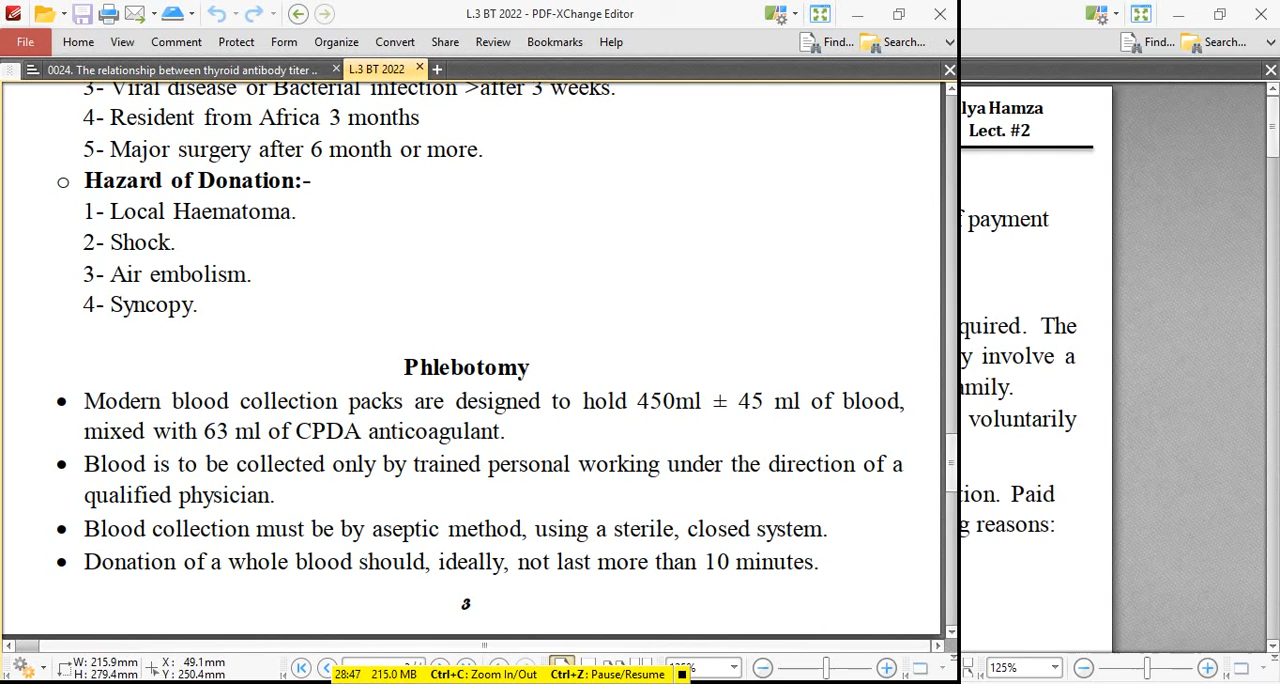 L.3 BT 2022 - PDF-XChange Editor
File Home View Comment Protect Form Organize Convert Share Review Bookmarks Help Find... Search... Find... Search...
0024. The relationship between thyroid antibody titer .. L.3 BT 2022
3- Viral disease or Bacterial infection >after 3 weeks.
4- Resident from Africa 3 months
5- Major surgery after 6 month or more.
Hazard of Donation:-
1- Local Haematoma.
2- Shock.
3- Air embolism.
4- Syncopy.
Phlebotomy
Modern blood collection packs are designed to hold 450ml ± 45 ml of blood,
mixed with 63 ml of CPDA anticoagulant.
Blood is to be collected only by trained personal working under the direction of a
qualified physician.
Blood collection must be by aseptic method, using a sterile, closed system.
Donation of a whole blood should, ideally, not last more than 10 minutes.
3
lya Hamza
Lect. #2
f payment
quired. The
y involve a
amily.
voluntarily
tion. Paid
g reasons:
W: 215.9mm X: 49.1mm
H: 279.4mm Y: 250.4mm
28:47 215.0 MB Ctrl+C: Zoom In/Out Ctrl+Z: Pause/Resume
125%